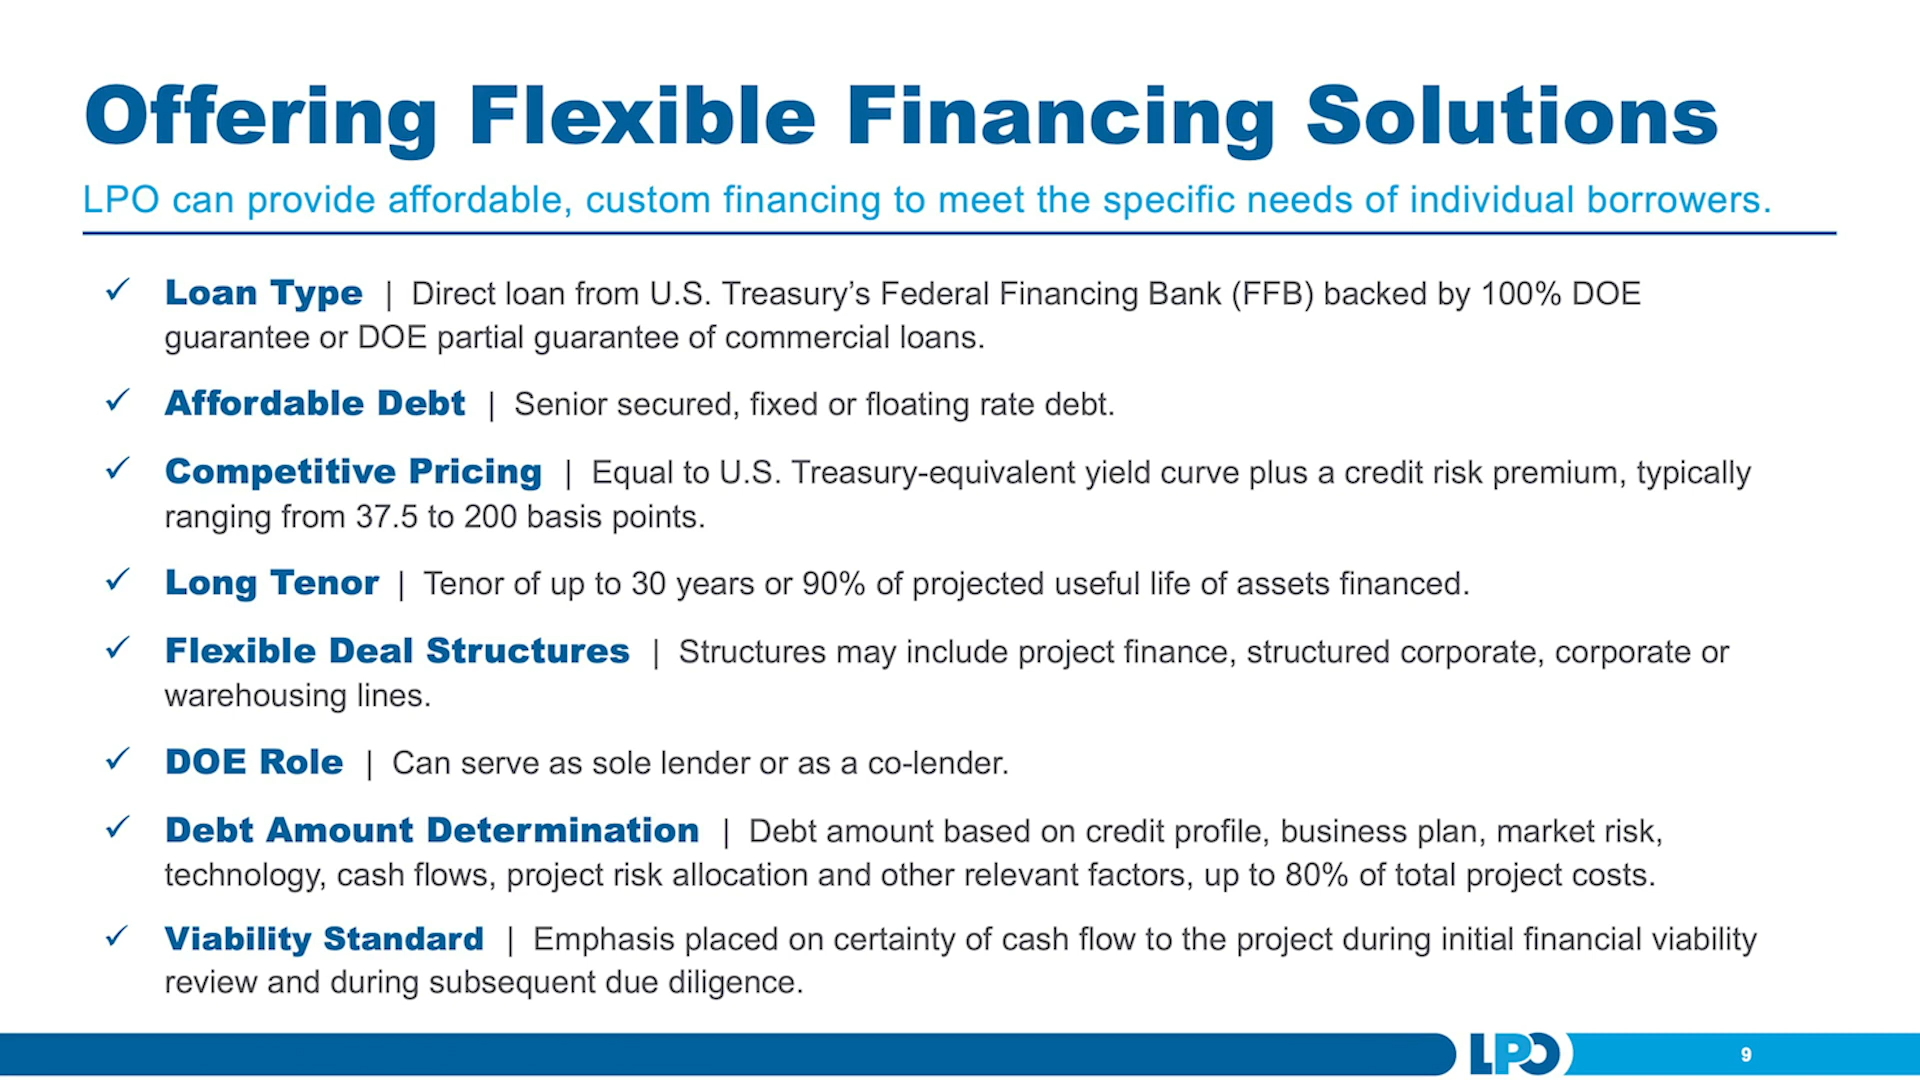 Offering Flexible Financing Solutions
LPO can provide affordable, custom financing to meet the specific needs of individual borrowers.
✓ Loan Type | Direct loan from U.S. Treasury’s Federal Financing Bank (FFB) backed by 100% DOE
guarantee or DOE partial guarantee of commercial loans.
✓ Affordable Debt | Senior secured, fixed or floating rate debt.
✓ Competitive Pricing | Equal to U.S. Treasury-equivalent yield curve plus a credit risk premium, typically
ranging from 37.5 to 200 basis points.
✓ Long Tenor | Tenor of up to 30 years or 90% of projected useful life of assets financed.
✓ Flexible Deal Structures | Structures may include project finance, structured corporate, corporate or
warehousing lines.
✓ DOE Role | Can serve as sole lender or as a co-lender.
✓ Debt Amount Determination | Debt amount based on credit profile, business plan, market risk,
technology, cash flows, project risk allocation and other relevant factors, up to 80% of total project costs.
✓ Viability Standard | Emphasis placed on certainty of cash flow to the project during initial financial viability
review and during subsequent due diligence.
LPO
9